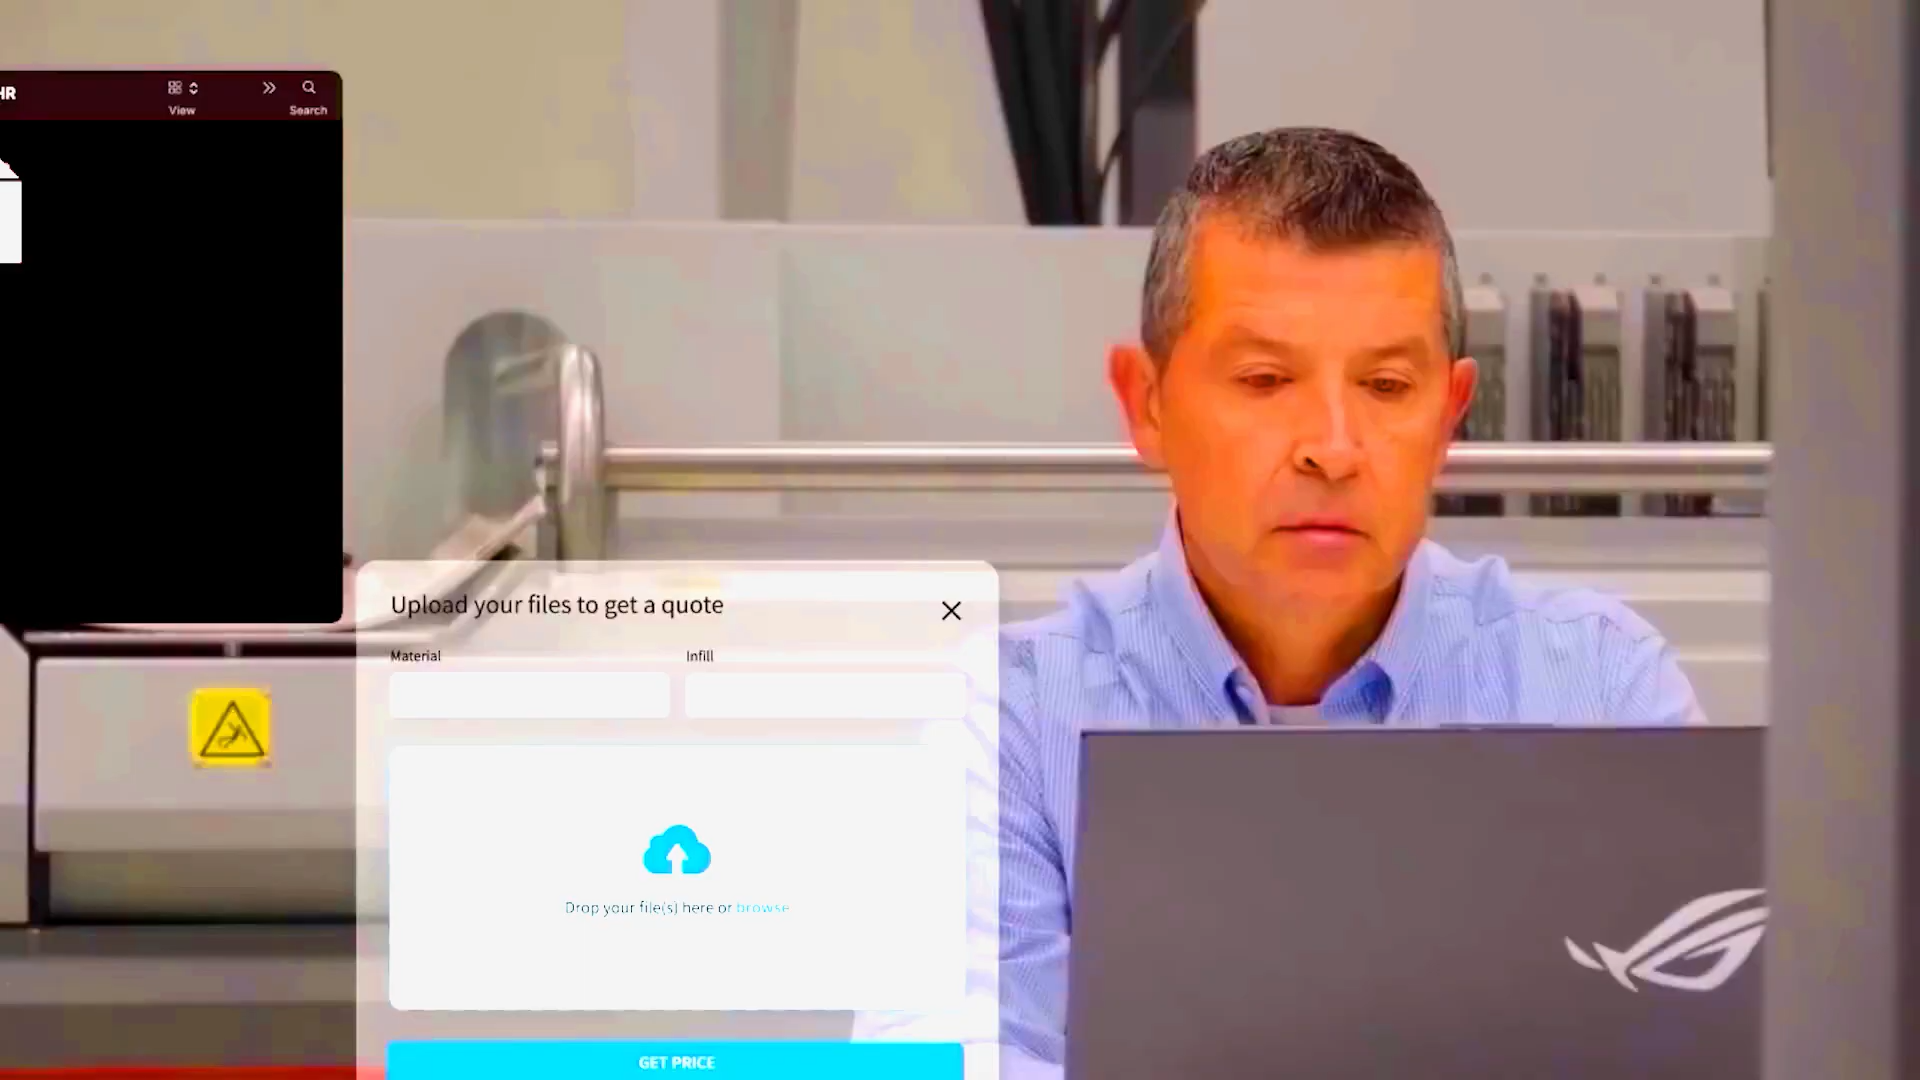 HR
View
Search
Upload your files to get a quote
Material
Infill
Drop your file(s) here or browse
GET PRICE